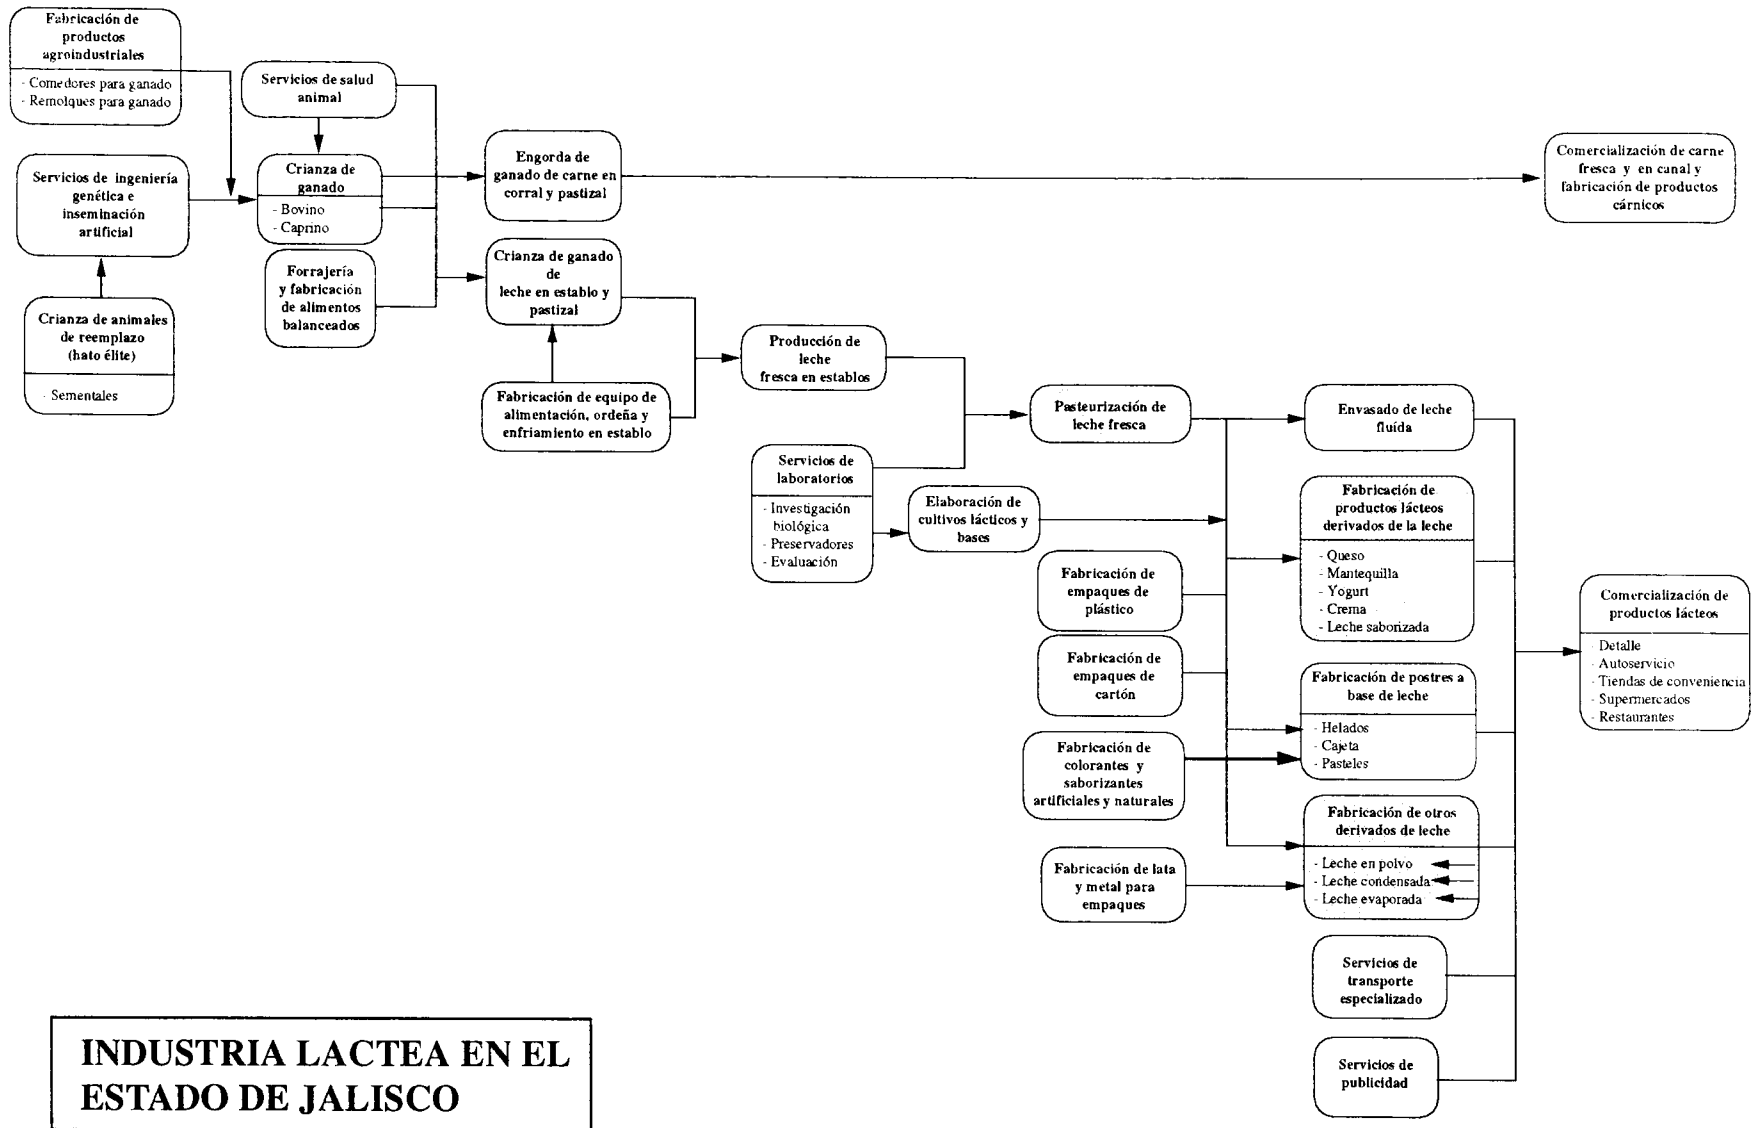 Fabricación de
productos
agroindustriales
- Comedores para ganado
- Remolques para ganado
Servicios de salud
animal
Servicios de ingeniería
genética e
inseminación
artificial
Crianza de
ganado
- Bovino
- Caprino
Engorda de
ganado de carne en
corral y pastizal
Comercialización de carne
fresca y en canal y
fabricación de productos
cárnicos
Crianza de animales
de reemplazo
(hato élite)
- Sementales
Forrajería
y fabricación
de alimentos
balanceados
Crianza de ganado
de
leche en establo y
pastizal
Fabricación de equipo de
alimentación, ordeña y
enfriamiento en establo
Producción de
leche
fresca en establos
Servicios de
laboratorios
- Investigación
biológica
- Preservadores
- Evaluación
Elaboración de
cultivos lácticos y
bases
Pasteurización de
leche fresca
Envasado de leche
fluída
Fabricación de
productos lácteos
derivados de la leche
- Queso
- Mantequilla
- Yogurt
- Crema
- Leche saborizada
Fabricación de
empaques de
plástico
Fabricación de
empaques de
cartón
Fabricación de
colorantes y
saborizantes
artificiales y naturales
Fabricación de lata
y metal para
empaques
Fabricación de postres a
base de leche
- Helados
- Cajeta
- Pasteles
Fabricación de otros
derivados de leche
- Leche en polvo
- Leche condensada
- Leche evaporada
Servicios de
transporte
especializado
Servicios de
publicidad
Comercialización de
productos lácteos
- Detalle
- Autoservicio
- Tiendas de conveniencia
- Supermercados
- Restaurantes
INDUSTRIA LACTEA EN EL
ESTADO DE JALISCO